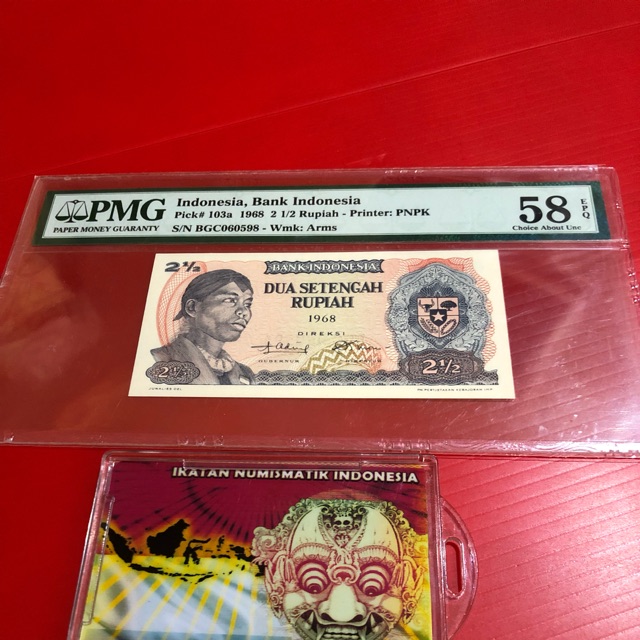 PMG
PAPER MONEY GUARANTY
Indonesia, Bank Indonesia
Pick# 103a 1968 2 1/2 Rupiah - Printer: PNPK
S/N BGC060598 - Wmk: Arms
58 EPQ
Choice About Unc
2½
BANK INDONESIA
DUA SETENGAH
RUPIAH
1968
DIREKSI
GUBERNUR
2½
2½
IKATAN NUMISMATIK INDONESIA